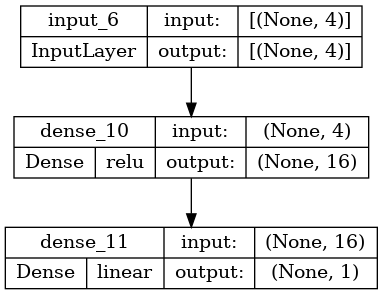 input_6 input: [(None, 4)]
InputLayer output: [(None, 4)]
dense_10 input: (None, 4)
Dense relu output: (None, 16)
dense_11 input: (None, 16)
Dense linear output: (None, 1)